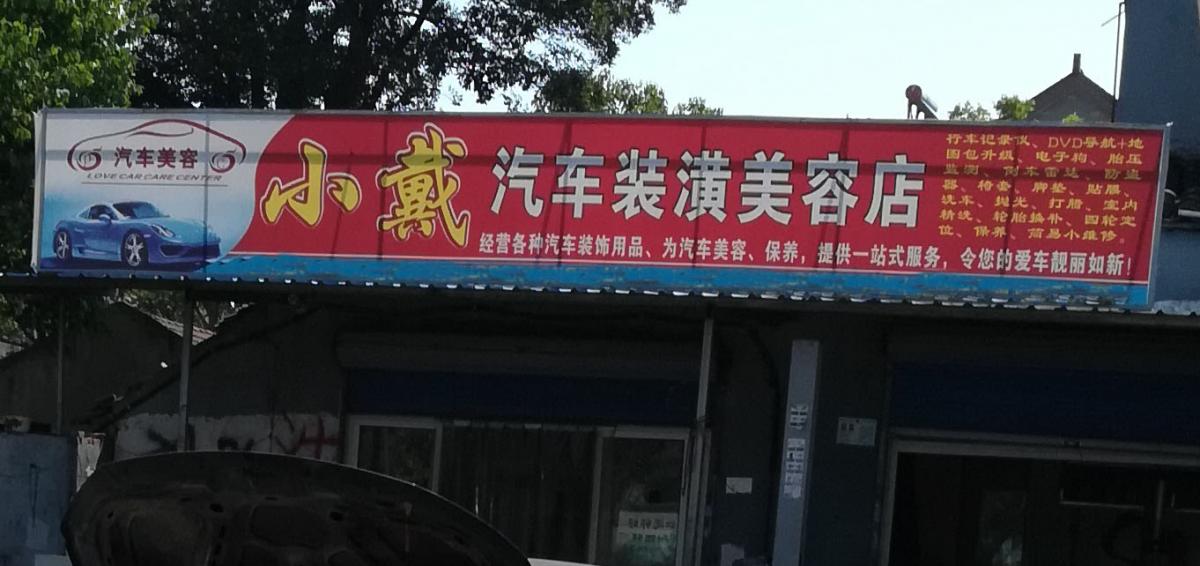 汽车美容
LOVE CAR CARE CENTER
小戴 汽车装潢美容店
经营各种汽车装饰用品、为汽车美容、保养，提供一站式服务，令您的爱车靓丽如新！
行车记录仪、DVD导航+地
图包升级、电子狗、胎压
监测、倒车雷达、防盗
器、椅套、脚垫、贴膜、
洗车、抛光、打腊、室内
精洗、轮胎换补、四轮定
位、保养、简易小维修。